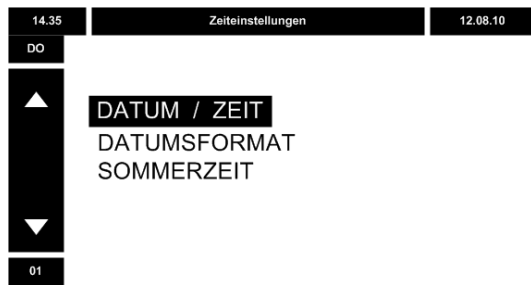 14.35 Zeiteinstellungen 12.08.10
DO
DATUM / ZEIT
DATUMSFORMAT
SOMMERZEIT
01